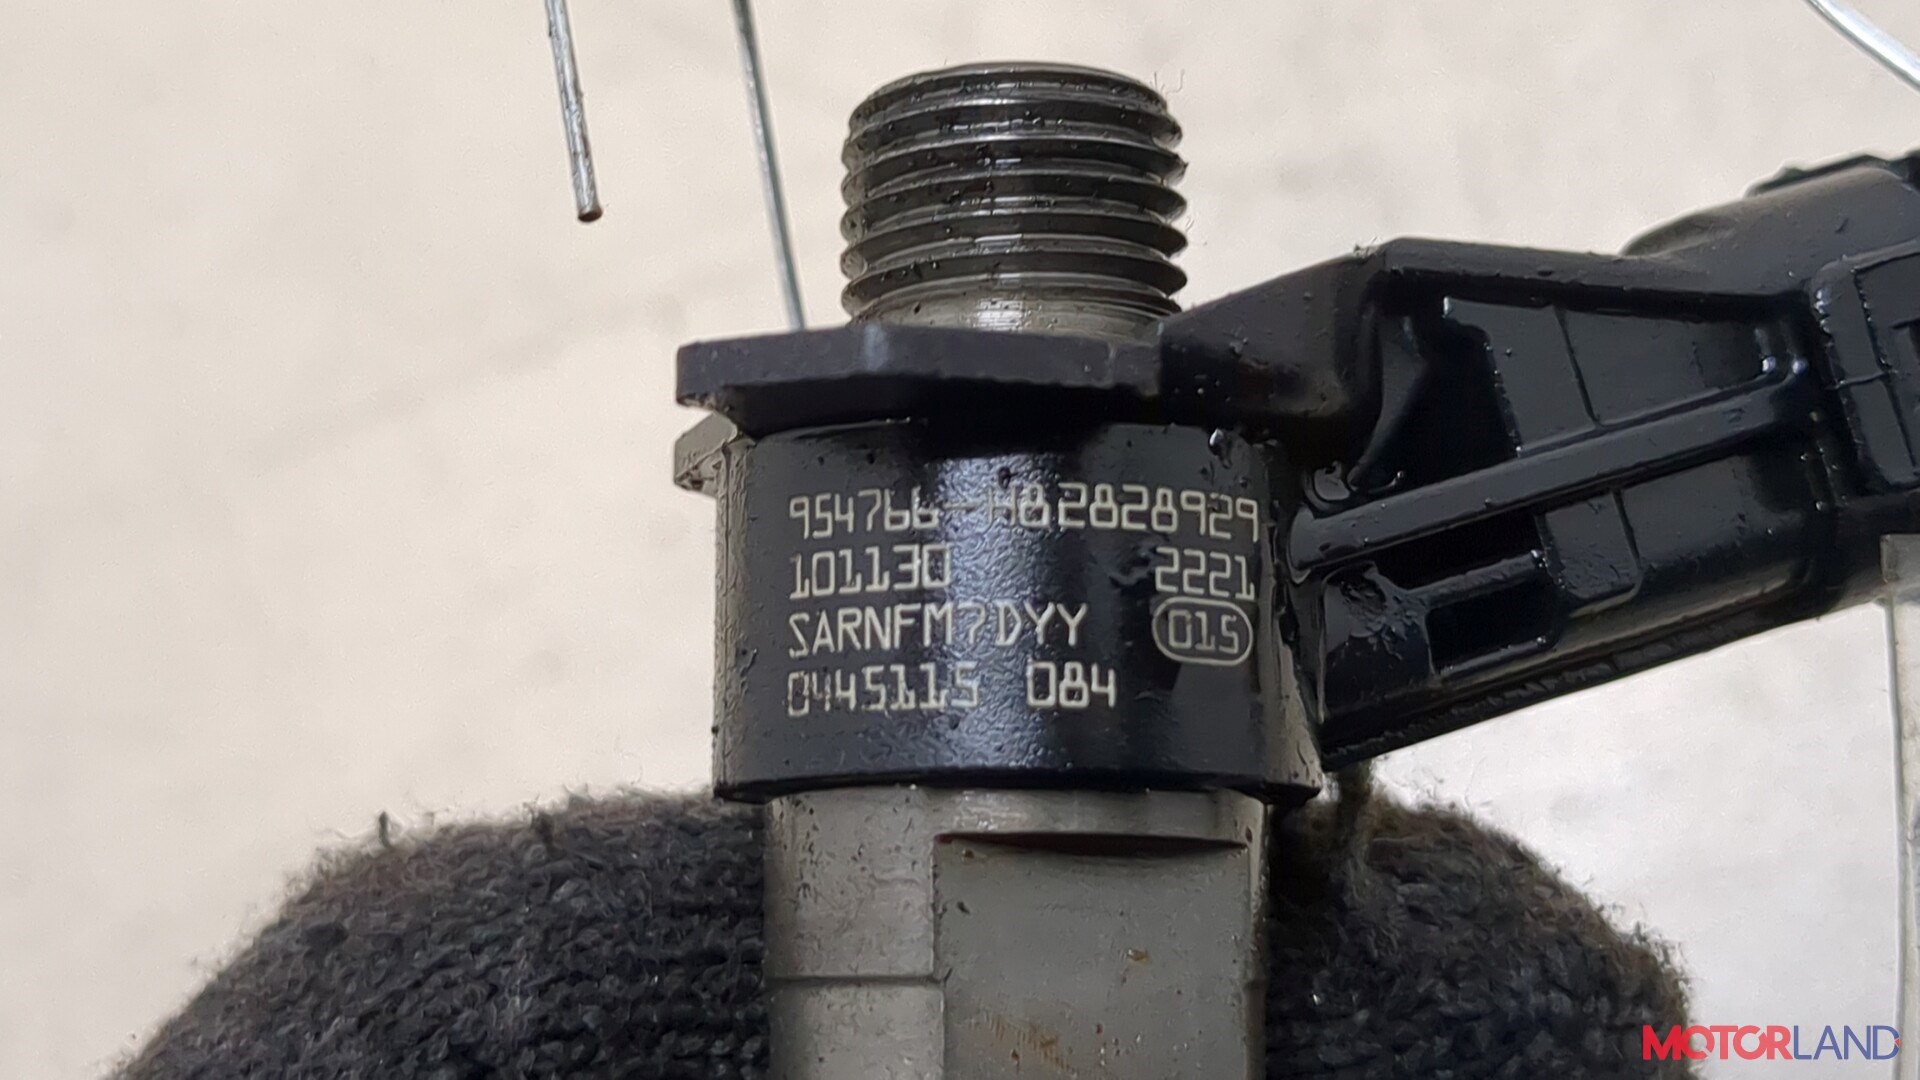 954766-H82828929
101130 2221
SARNFM7DYY 015
0445115 084
MOTORLAND